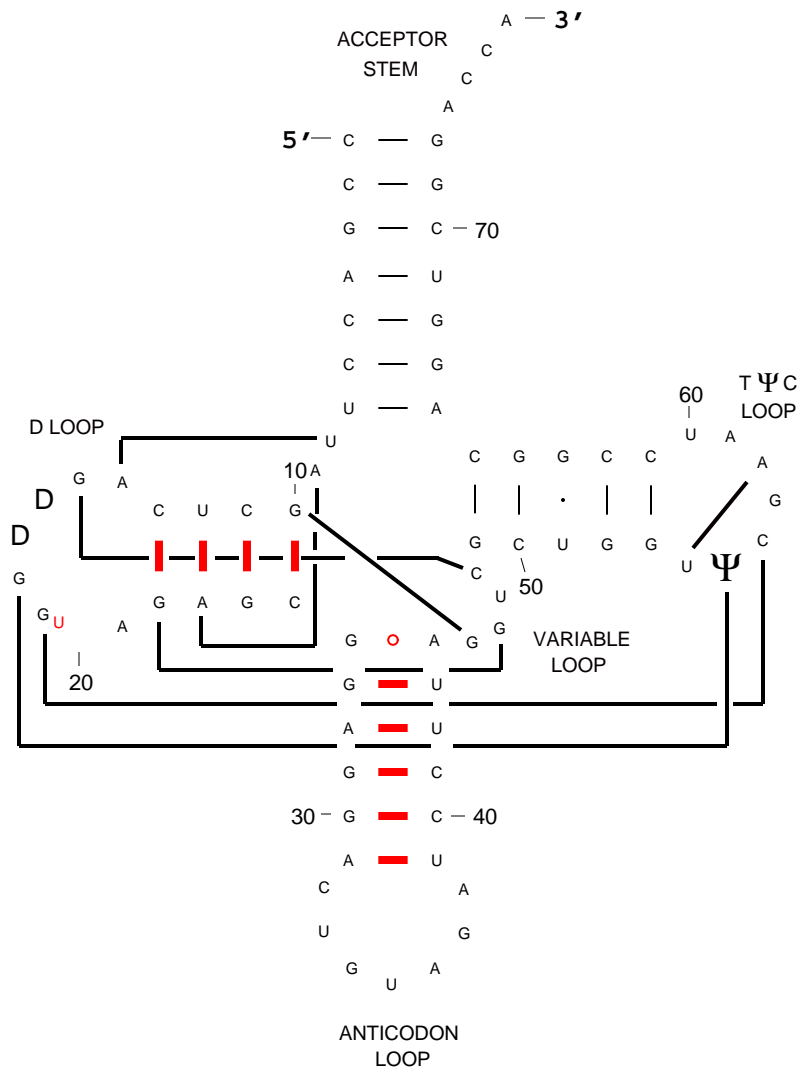 A 3'
ACCEPTOR C
STEM C
A
5' C G
C G
G C 70
A U
C G
C G
U A
T Ψ C
60 LOOP
D LOOP U A
U C G G C C A
G A 10 A
D C U C G G
D G C U G G U Ψ C
G C 50
G A G C U
G U A G A G G VARIABLE
20 G U LOOP
A U
G C
30 G C 40
A U
C A
U G
G A
U
ANTICODON
LOOP